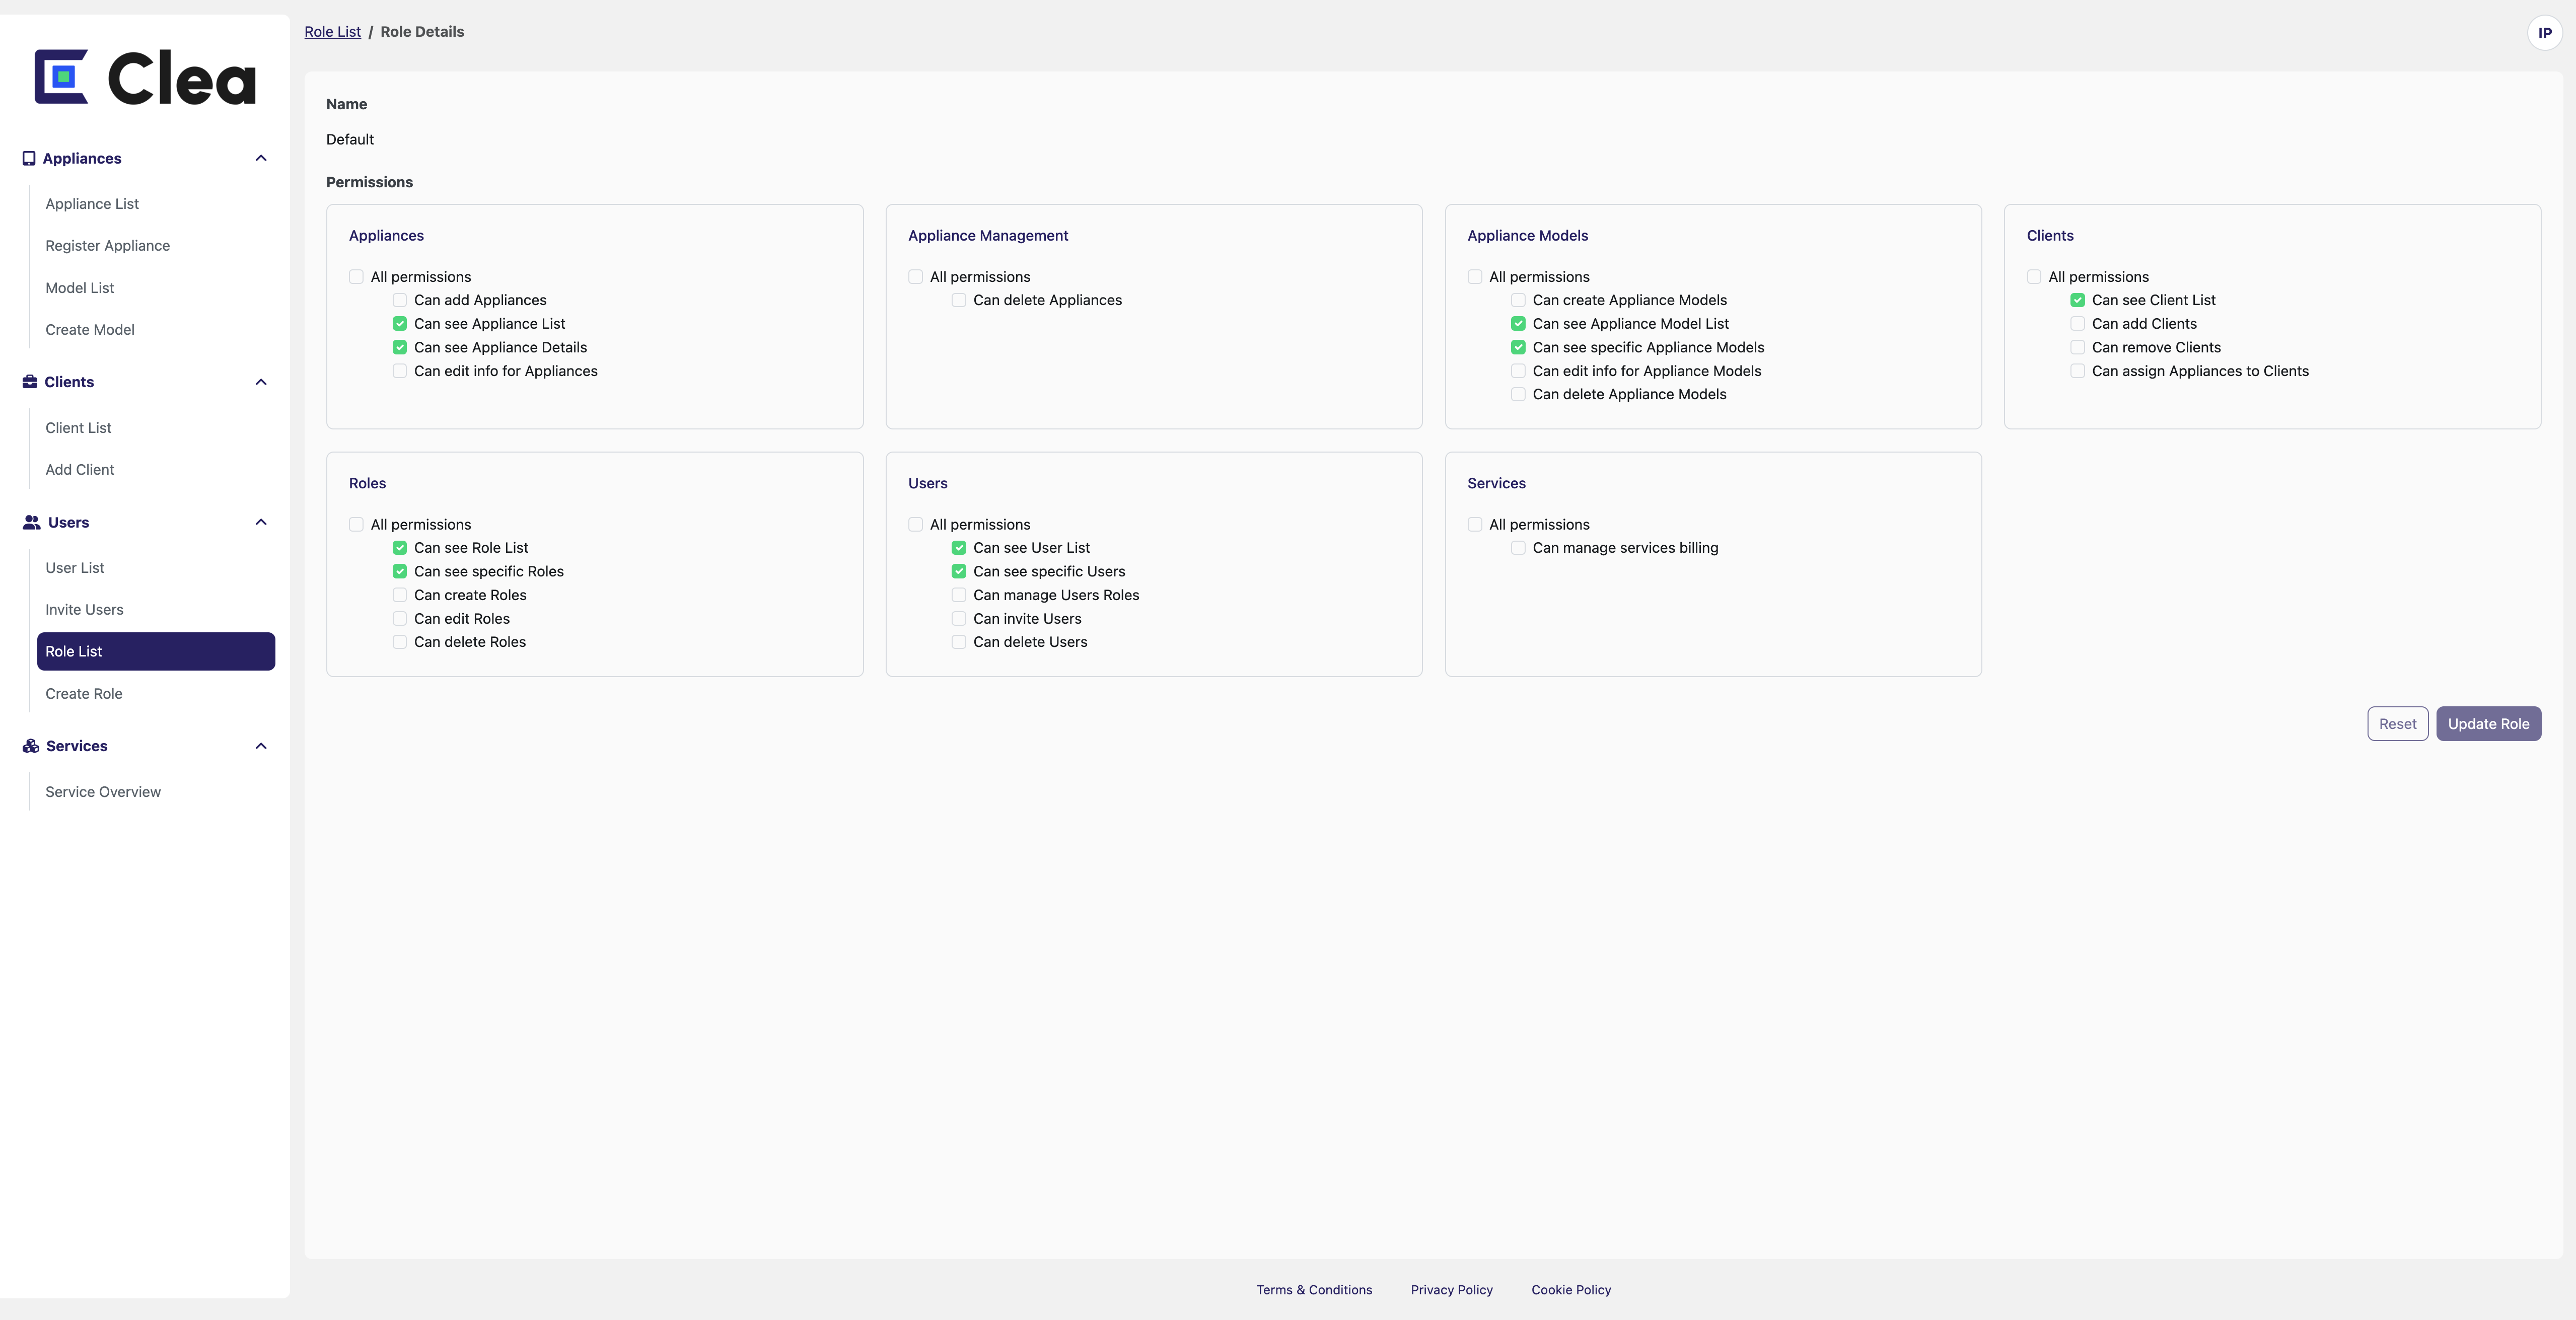 Clea
Appliances
Appliance List
Register Appliance
Model List
Create Model
Clients
Client List
Add Client
Users
User List
Invite Users
Role List
Create Role
Services
Service Overview
Role List / Role Details
IP
Name
Default
Permissions
Appliances
All permissions
Can add Appliances
Can see Appliance List
Can see Appliance Details
Can edit info for Appliances
Appliance Management
All permissions
Can delete Appliances
Appliance Models
All permissions
Can create Appliance Models
Can see Appliance Model List
Can see specific Appliance Models
Can edit info for Appliance Models
Can delete Appliance Models
Clients
All permissions
Can see Client List
Can add Clients
Can remove Clients
Can assign Appliances to Clients
Roles
All permissions
Can see Role List
Can see specific Roles
Can create Roles
Can edit Roles
Can delete Roles
Users
All permissions
Can see User List
Can see specific Users
Can manage Users Roles
Can invite Users
Can delete Users
Services
All permissions
Can manage services billing
Reset
Update Role
Terms & Conditions
Privacy Policy
Cookie Policy